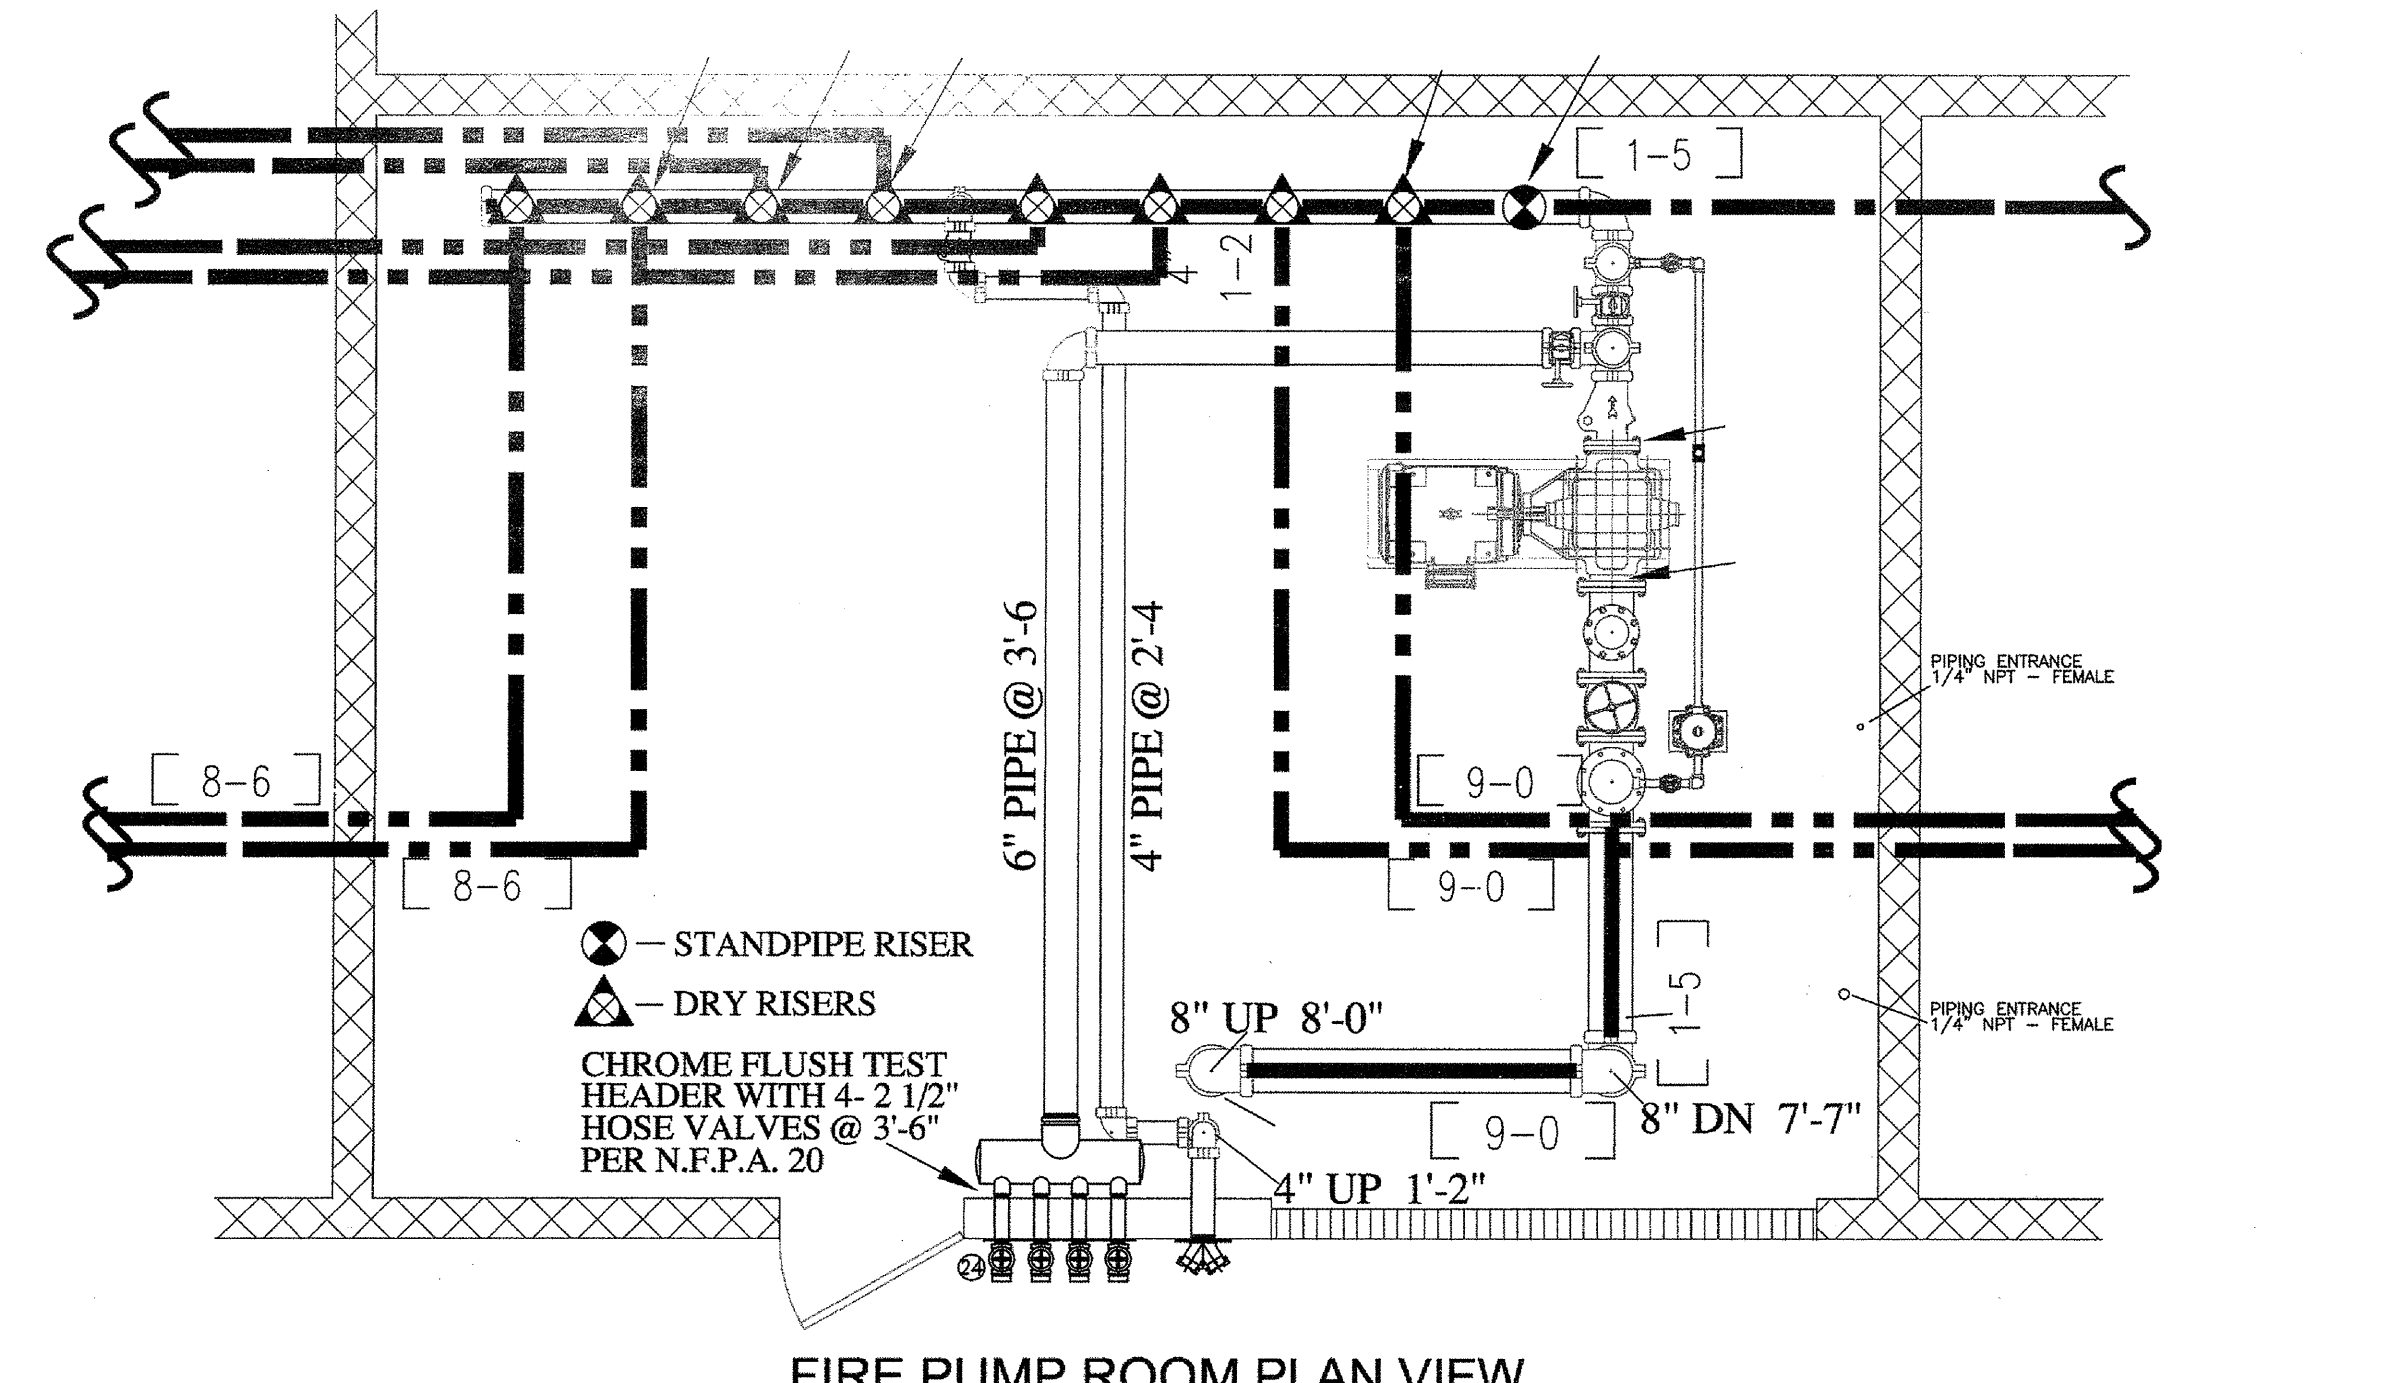 1-5
4"
1-2
6" PIPE @ 3'-6
4" PIPE @ 2'-4
PIPING ENTRANCE
1/4" NPT - FEMALE
8-6
9-0
8-6
9-0
STANDPIPE RISER
DRY RISERS
1-5
8" UP 8'-0"
PIPING ENTRANCE
1/4" NPT - FEMALE
CHROME FLUSH TEST
HEADER WITH 4- 2 1/2"
HOSE VALVES @ 3'-6"
PER N.F.P.A. 20
9-0
8" DN 7'-7"
4" UP 1'-2"
24
FIRE PUMP ROOM PLAN VIEW